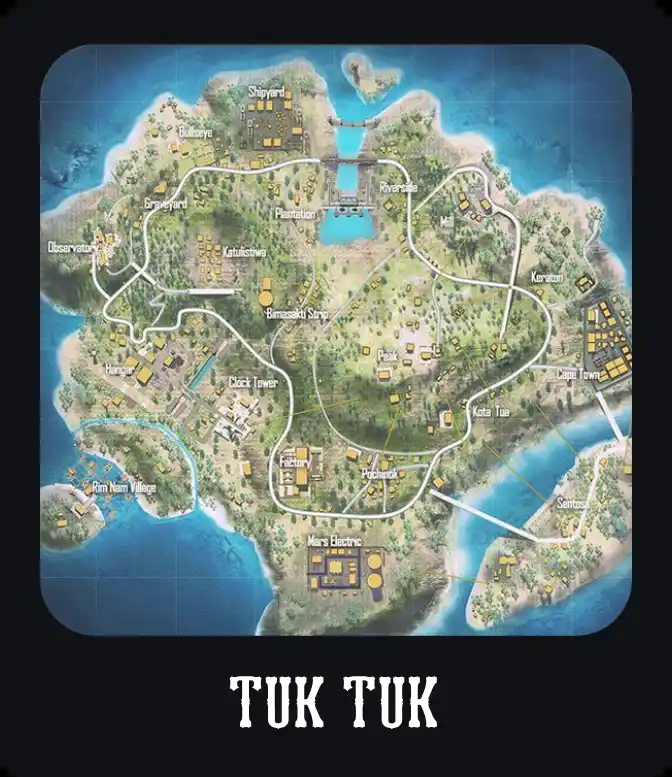 Shipyard
Bullseye
Riverside
Graveyard
Plantation
Mill
Observatory
Katulistiwa
Keraton
Bimasakti Strip
Peak
Hangar
Clock Tower
Cape Town
Kota Tua
Factory
Pochinok
Rim Nam Village
Sentosa
Mars Electric
TUK TUK